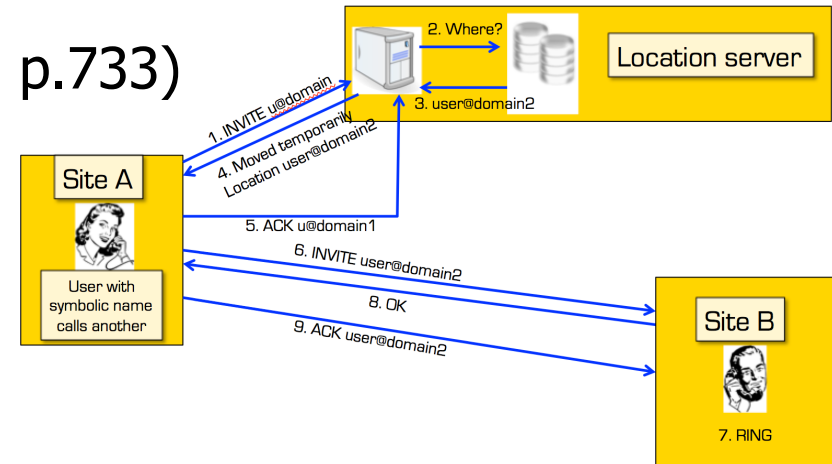 p.733)
2. Where?
Location server
3. user@domain2
1. INVITE u@domain
4. Moved temporarily
Location user@domain2
Site A
5. ACK u@domain1
User with
symbolic name
calls another
6. INVITE user@domain2
8. OK
9. ACK user@domain2
Site B
7. RING